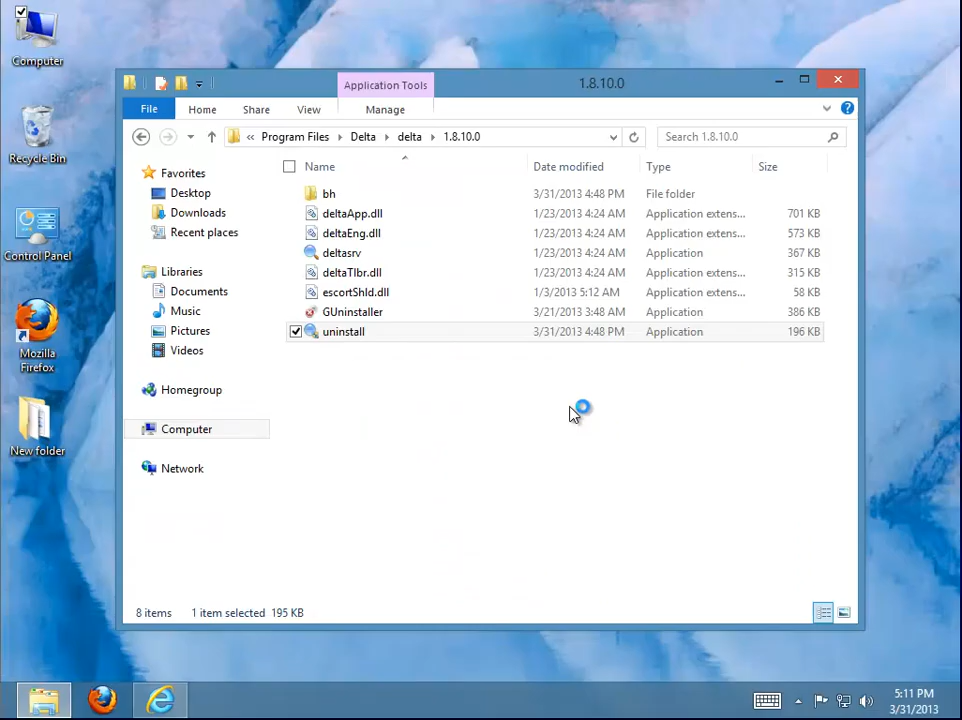 Computer
Recycle Bin
Control Panel
Mozilla
Firefox
New folder
Application Tools
1.8.10.0
File Home Share View Manage
« Program Files Delta delta 1.8.10.0
Search 1.8.10.0
Favorites
Desktop
Downloads
Recent places
Libraries
Documents
Music
Pictures
Videos
Homegroup
Computer
Network
Name Date modified Type Size
bh 3/31/2013 4:48 PM File folder
deltaApp.dll 1/23/2013 4:24 AM Application extens... 701 KB
deltaEng.dll 1/23/2013 4:24 AM Application extens... 573 KB
deltasrv 1/23/2013 4:24 AM Application 367 KB
deltaTlbr.dll 1/23/2013 4:24 AM Application extens... 315 KB
escortShld.dll 1/3/2013 5:12 AM Application extens... 58 KB
GUninstaller 3/21/2013 3:48 AM Application 386 KB
uninstall 3/31/2013 4:48 PM Application 196 KB
8 items 1 item selected 195 KB
5:11 PM
3/31/2013